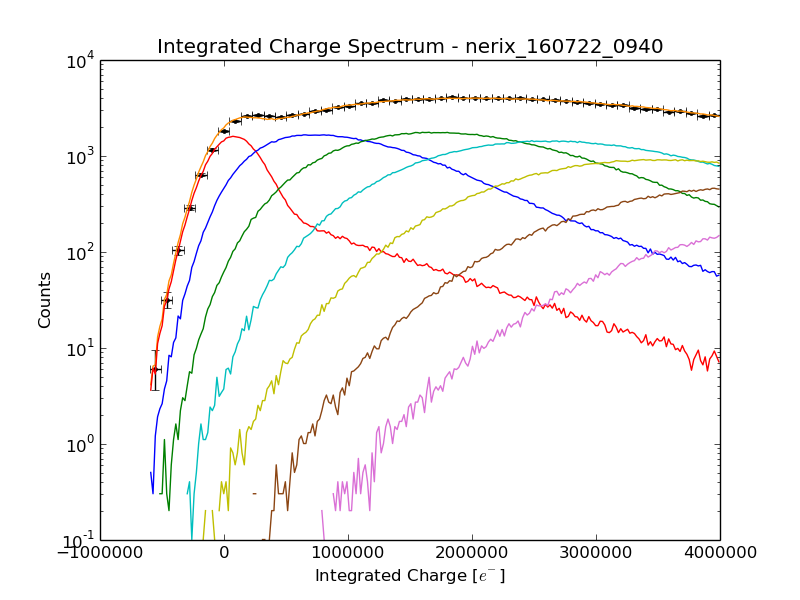 Integrated Charge Spectrum - nerix_160722_0940
Counts
10^4
10^3
10^2
10^1
10^0
10^-1
−1000000 0 1000000 2000000 3000000 4000000
Integrated Charge [e^-]